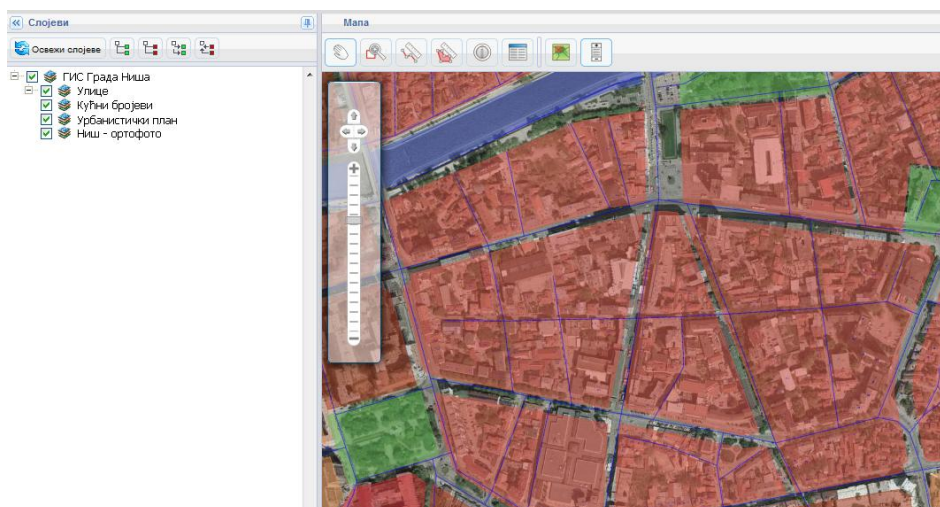 Слојеви
Мапа
Освежи слојеве
ГИС Града Ниша
Улице
Кућни бројеви
Урбанистички план
Ниш - ортофото